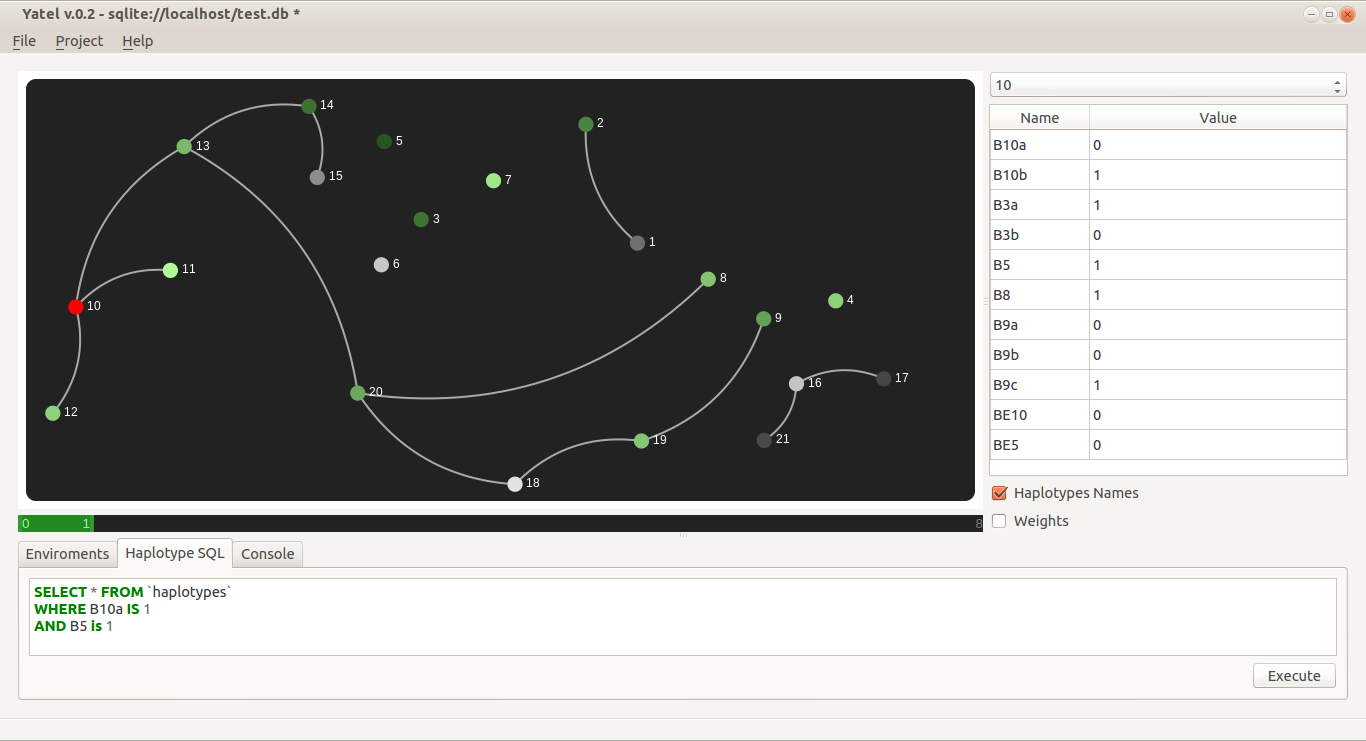 Yatel v.0.2 - sqlite://localhost/test.db *
File Project Help
14
2
5
13
15
7
3
1
6
11
8
4
10
9
16
17
20
12
19
21
18
0 1 8
10
Name Value
B10a 0
B10b 1
B3a 1
B3b 0
B5 1
B8 1
B9a 0
B9b 0
B9c 1
BE10 0
BE5 0
Haplotypes Names
Weights
Enviroments Haplotype SQL Console
SELECT * FROM `haplotypes`
WHERE B10a IS 1
AND B5 is 1
Execute